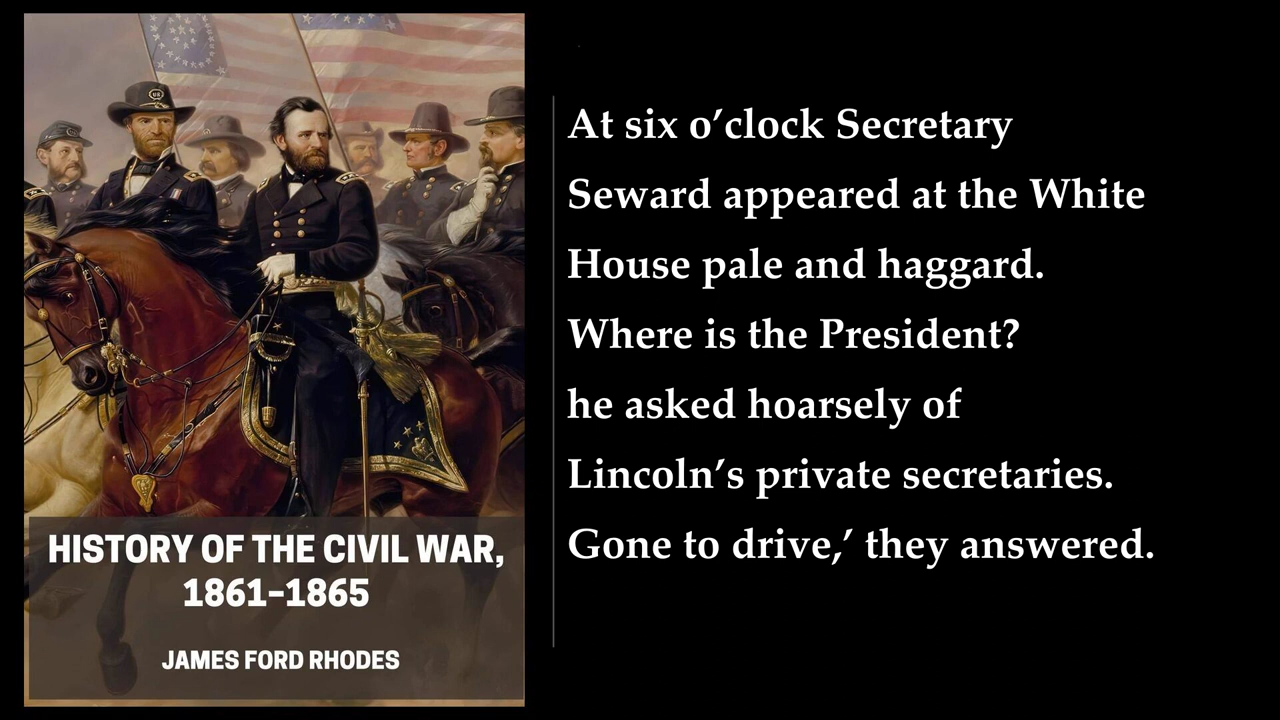 HISTORY OF THE CIVIL WAR,
1861–1865
JAMES FORD RHODES
At six o’clock Secretary
Seward appeared at the White
House pale and haggard.
Where is the President?
he asked hoarsely of
Lincoln’s private secretaries.
Gone to drive,’ they answered.